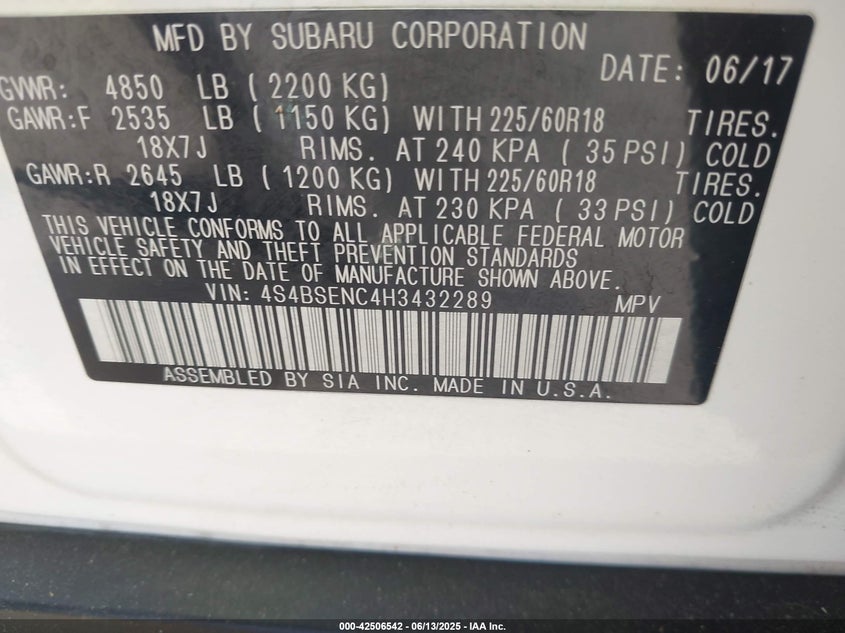 MFD BY SUBARU CORPORATION
DATE: 06/17
GVWR: 4850 LB (2200 KG)
GAWR:F 2535 LB (1150 KG) WITH 225/60R18 TIRES.
18X7J RIMS. AT 240 KPA (35 PSI) COLD
GAWR:R 2645 LB (1200 KG) WITH 225/60R18 TIRES.
18X7J RIMS. AT 230 KPA (33 PSI) COLD
THIS VEHICLE CONFORMS TO ALL APPLICABLE FEDERAL MOTOR
VEHICLE SAFETY AND THEFT PREVENTION STANDARDS
IN EFFECT ON THE DATE OF MANUFACTURE SHOWN ABOVE.
VIN: 4S4BSENC4H3432289 MPV
ASSEMBLED BY SIA INC. MADE IN U.S.A.
000-42506542 - 06/13/2025 - IAA Inc.